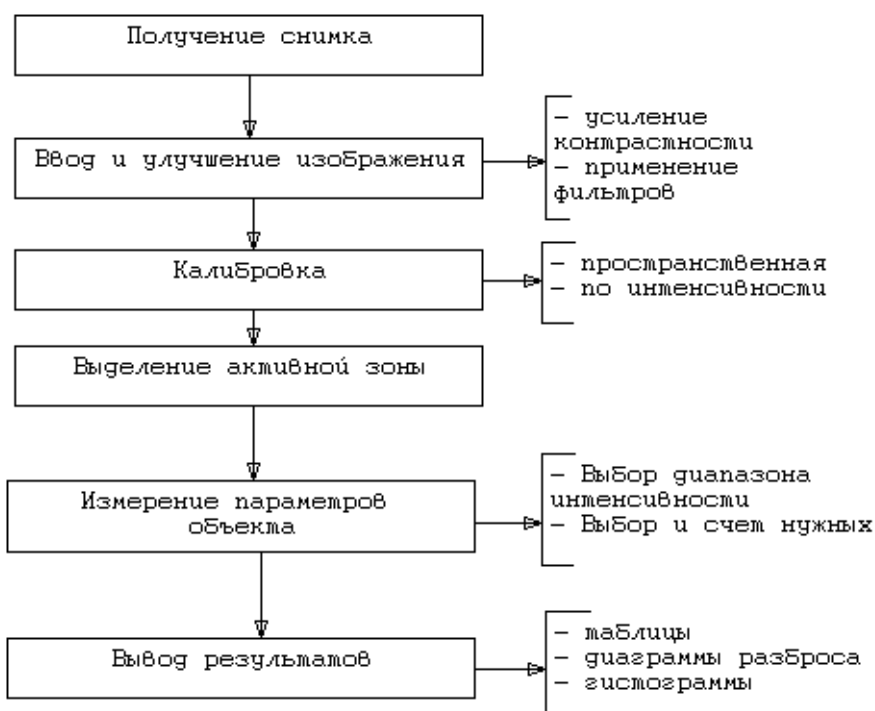 Получение снимка
Ввод и улучшение изображения
– усиление
контрастности
– применение
фильтров
Калибровка
– пространственная
– по интенсивности
Выделение активной зоны
Измерение параметров
объекта
– Выбор диапазона
интенсивности
– Выбор и счет нужных
Вывод результатов
– таблицы
– диаграммы разброса
– гистограммы